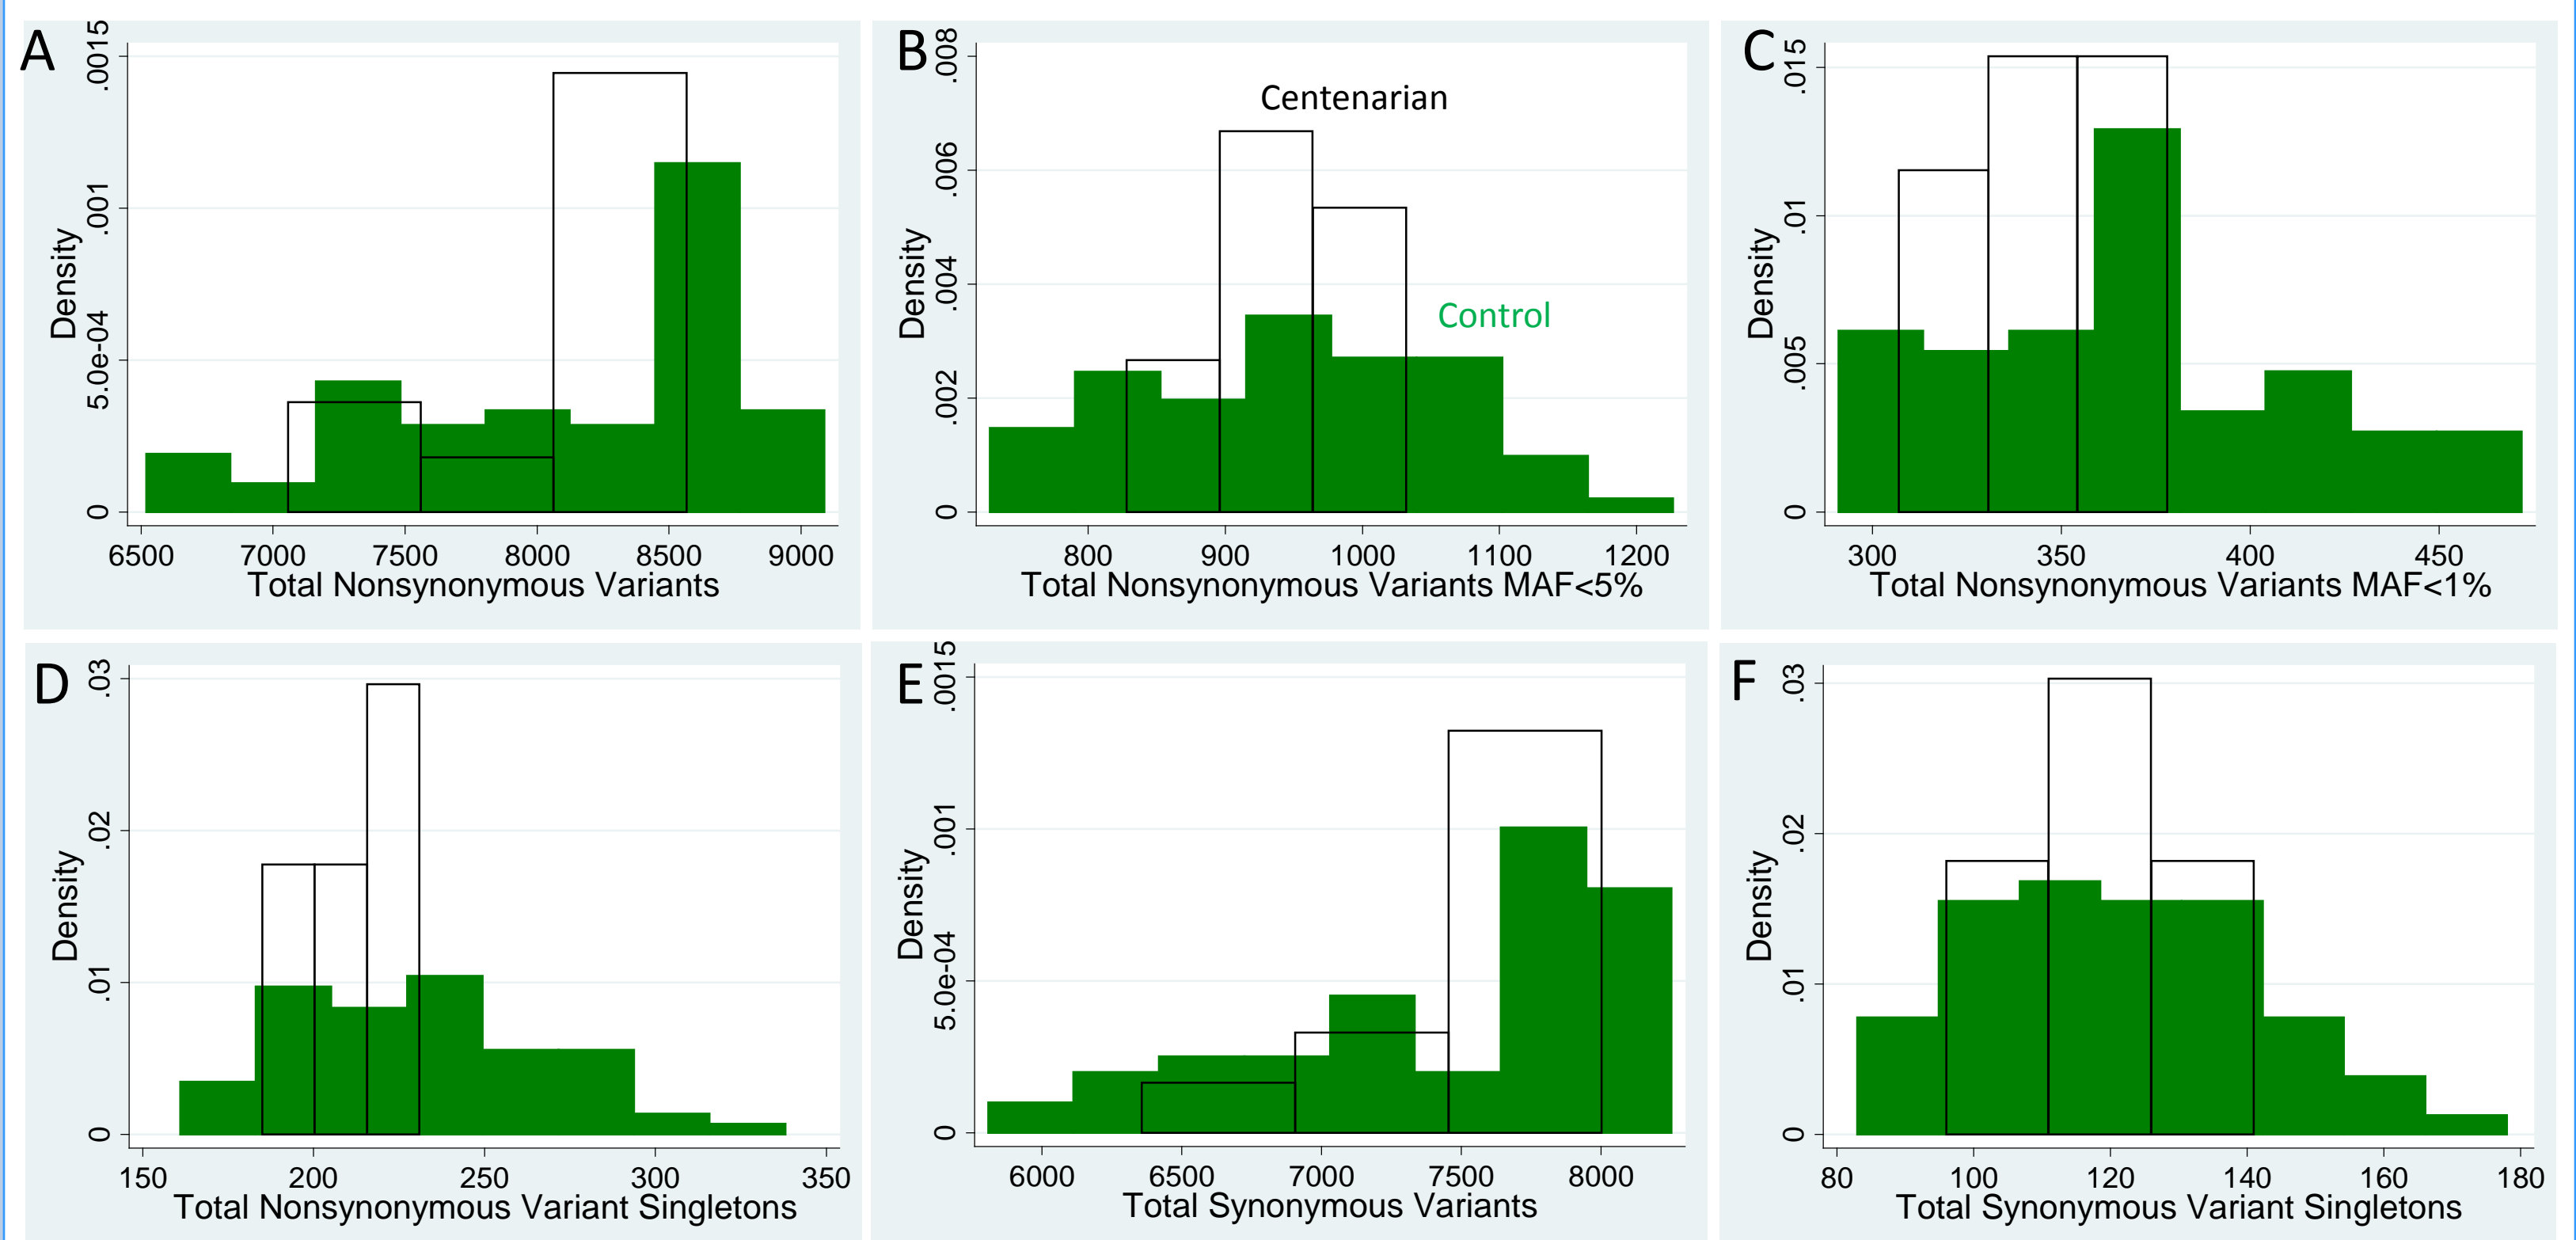 A
Density
0
5.0e-04
.001
.0015
6500 7000 7500 8000 8500 9000
Total Nonsynonymous Variants
B
Density
0
.002
.004
.006
.008
Centenarian
Control
800 900 1000 1100 1200
Total Nonsynonymous Variants MAF<5%
C
Density
0
.005
.01
.015
300 350 400 450
Total Nonsynonymous Variants MAF<1%
D
Density
0
.01
.02
.03
150 200 250 300 350
Total Nonsynonymous Variant Singletons
E
Density
0
5.0e-04
.001
.0015
6000 6500 7000 7500 8000
Total Synonymous Variants
F
Density
0
.01
.02
.03
80 100 120 140 160 180
Total Synonymous Variant Singletons